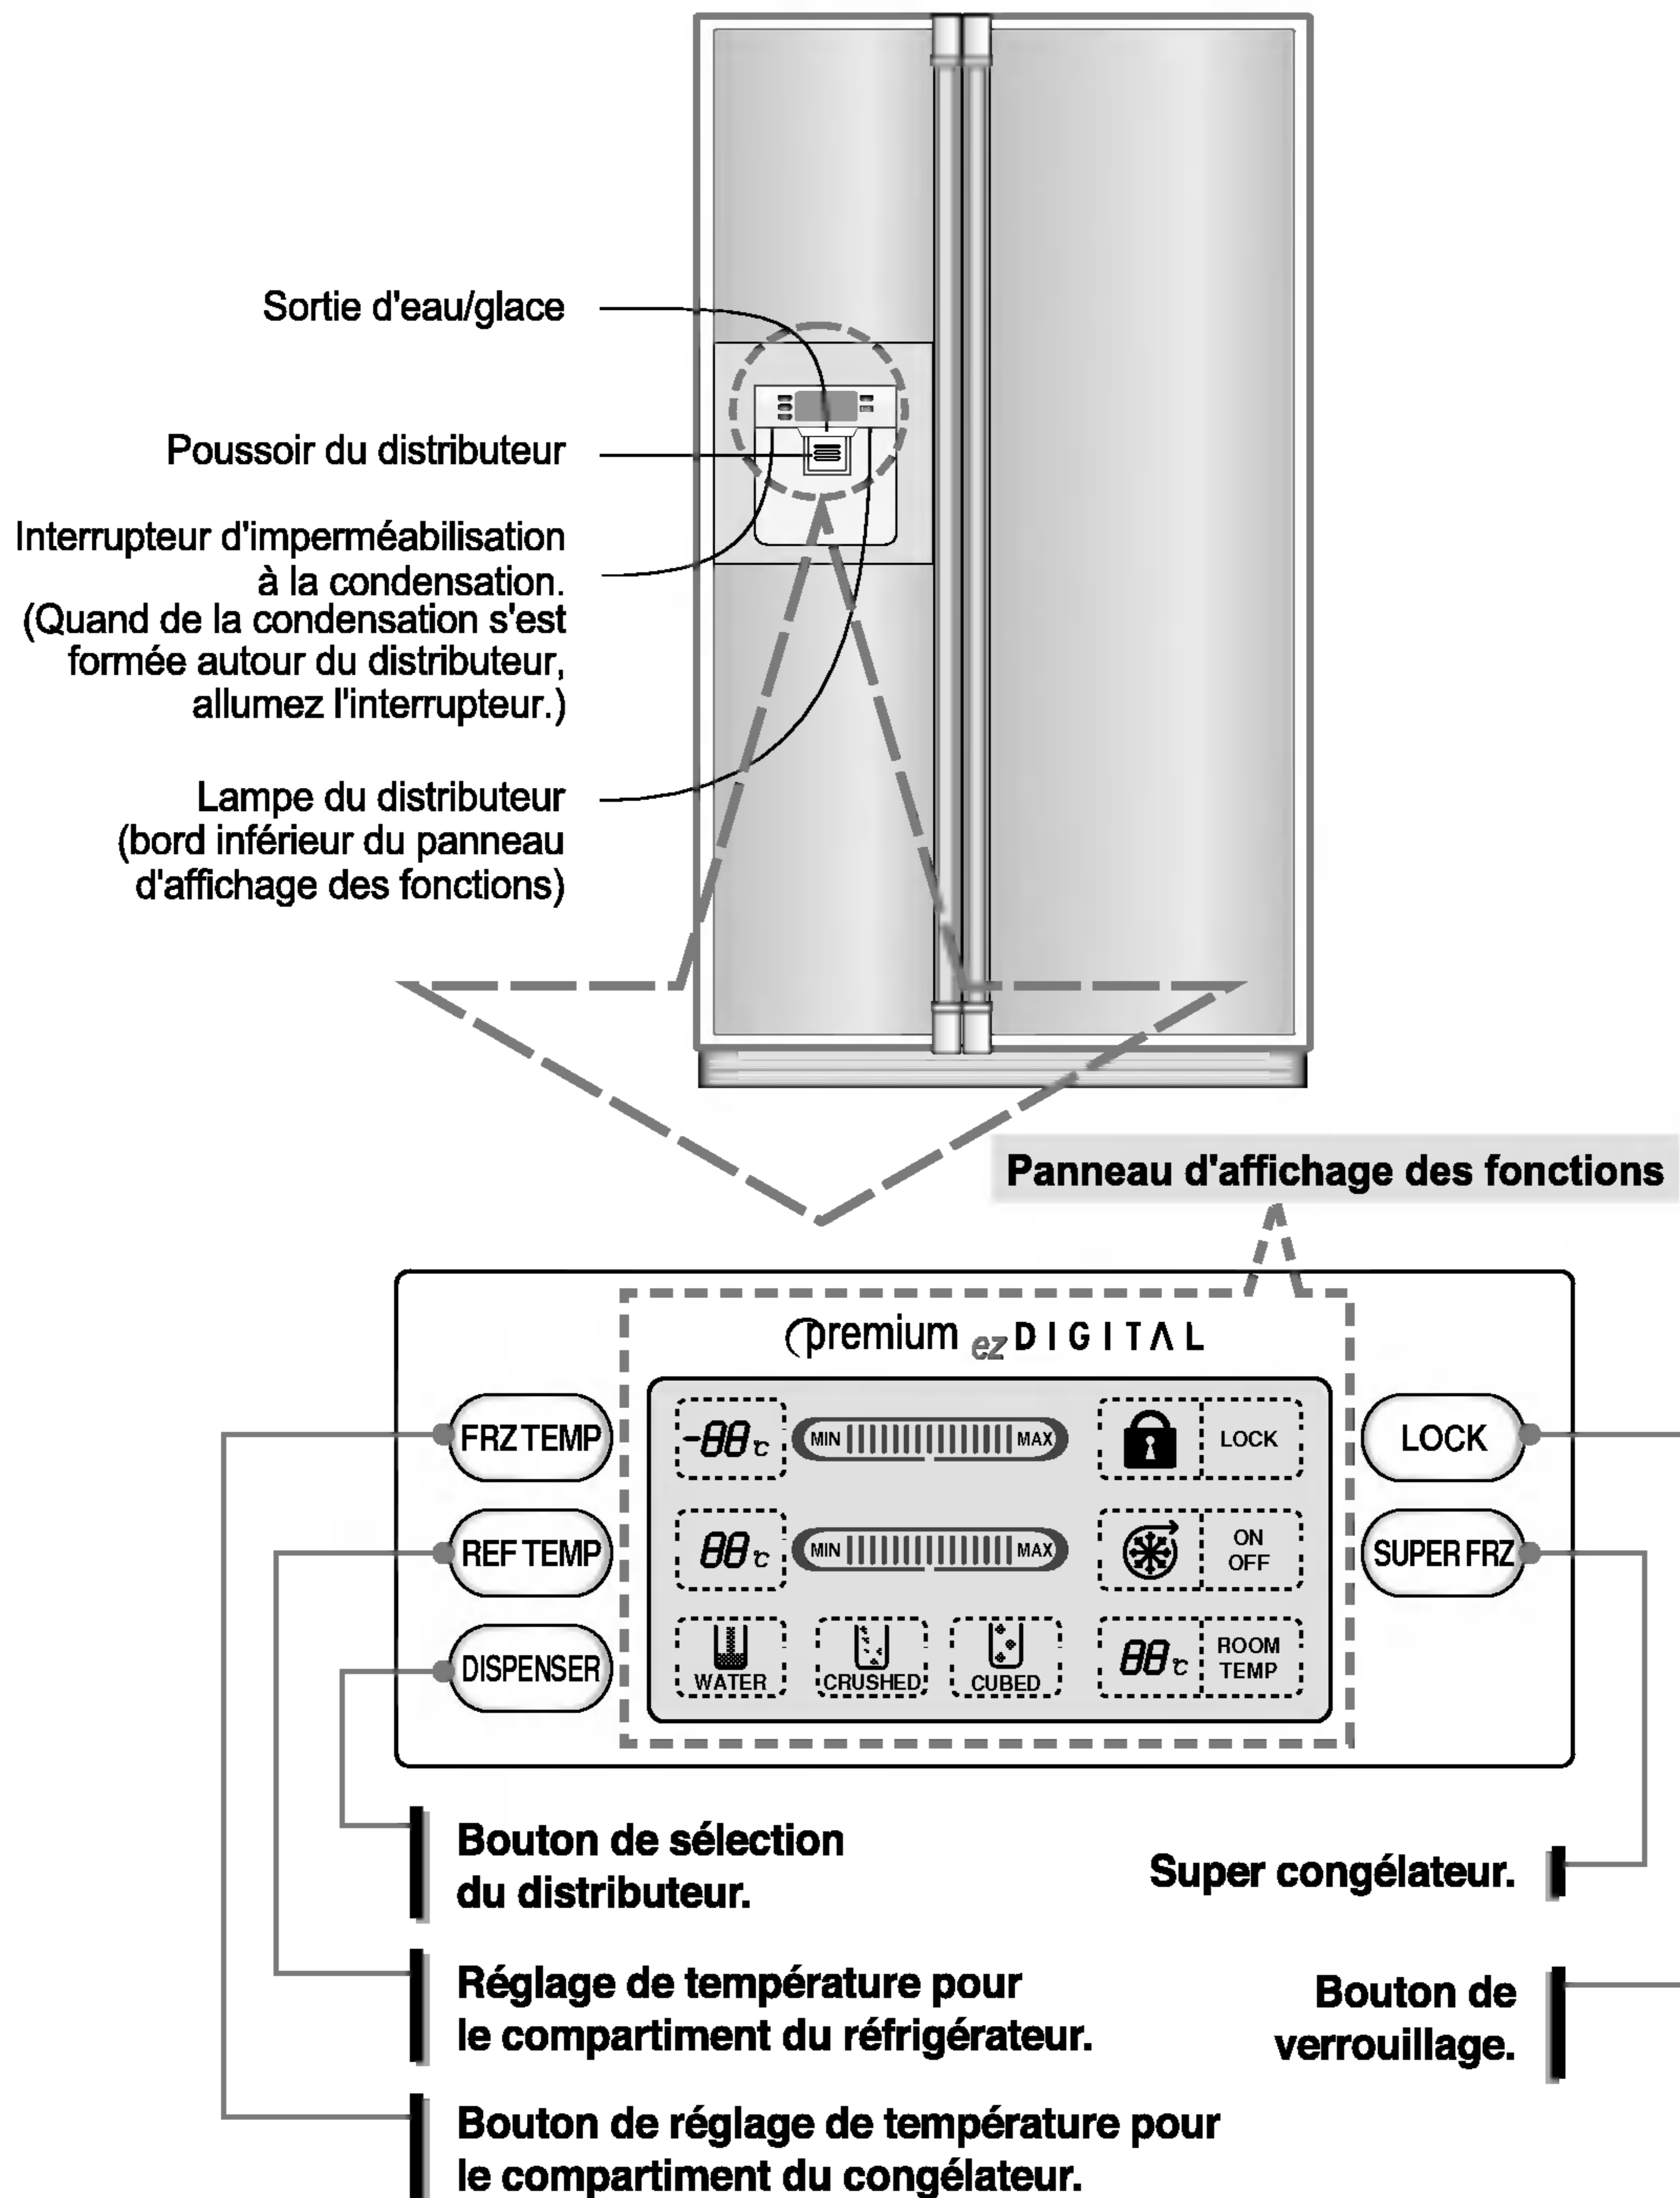 Sortie d'eau/glace
Poussoir du distributeur
Interrupteur d'imperméabilisation
à la condensation.
(Quand de la condensation s'est
formée autour du distributeur,
allumez l'interrupteur.)
Lampe du distributeur
(bord inférieur du panneau
d'affichage des fonctions)
Panneau d'affichage des fonctions
premium ez DIGITAL
FRZ TEMP
-88 °C
MIN MAX
LOCK
LOCK
REF TEMP
88 °C
MIN MAX
ON
OFF
SUPER FRZ
DISPENSER
WATER
CRUSHED
CUBED
88 °C
ROOM
TEMP
Bouton de sélection
du distributeur.
Super congélateur.
Réglage de température pour
le compartiment du réfrigérateur.
Bouton de
verrouillage.
Bouton de réglage de température pour
le compartiment du congélateur.